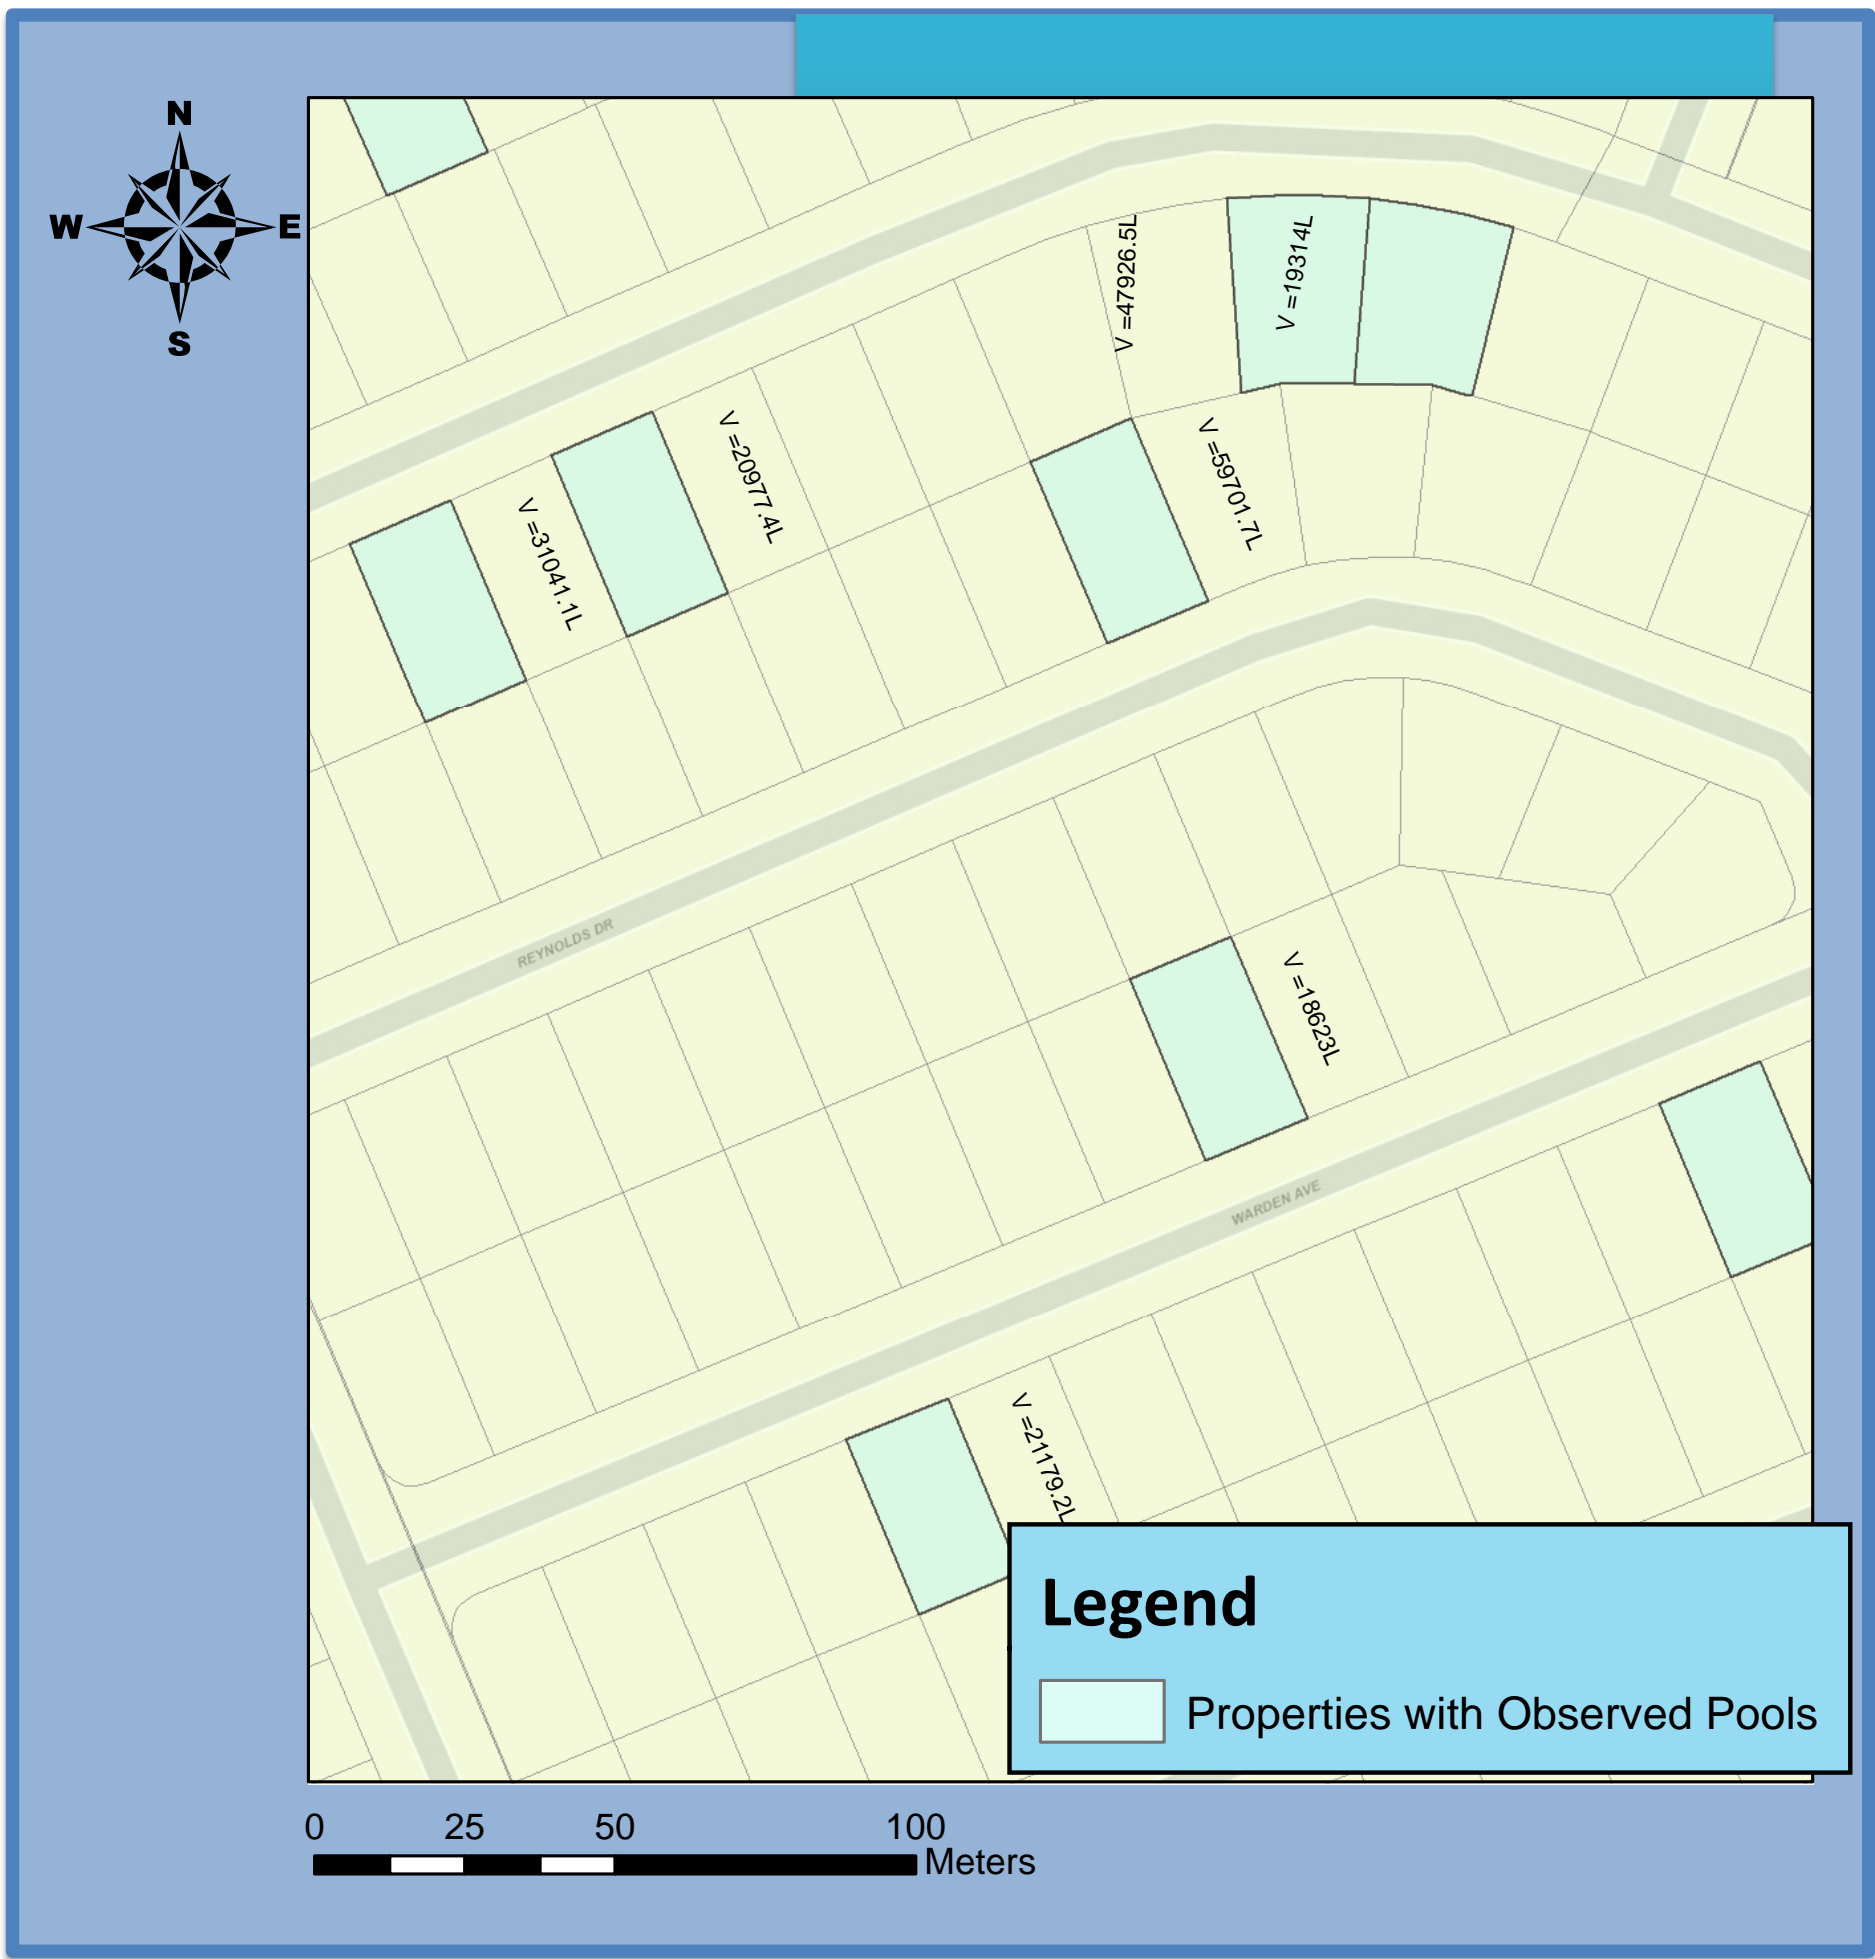 N
W E
S
V =47926.5L
V =19314L
V =20977.4L
V =59701.7L
V =31041.1L
REYNOLDS DR
V =18623L
WARDEN AVE
V =21179.2L
Legend
Properties with Observed Pools
0 25 50 100
Meters